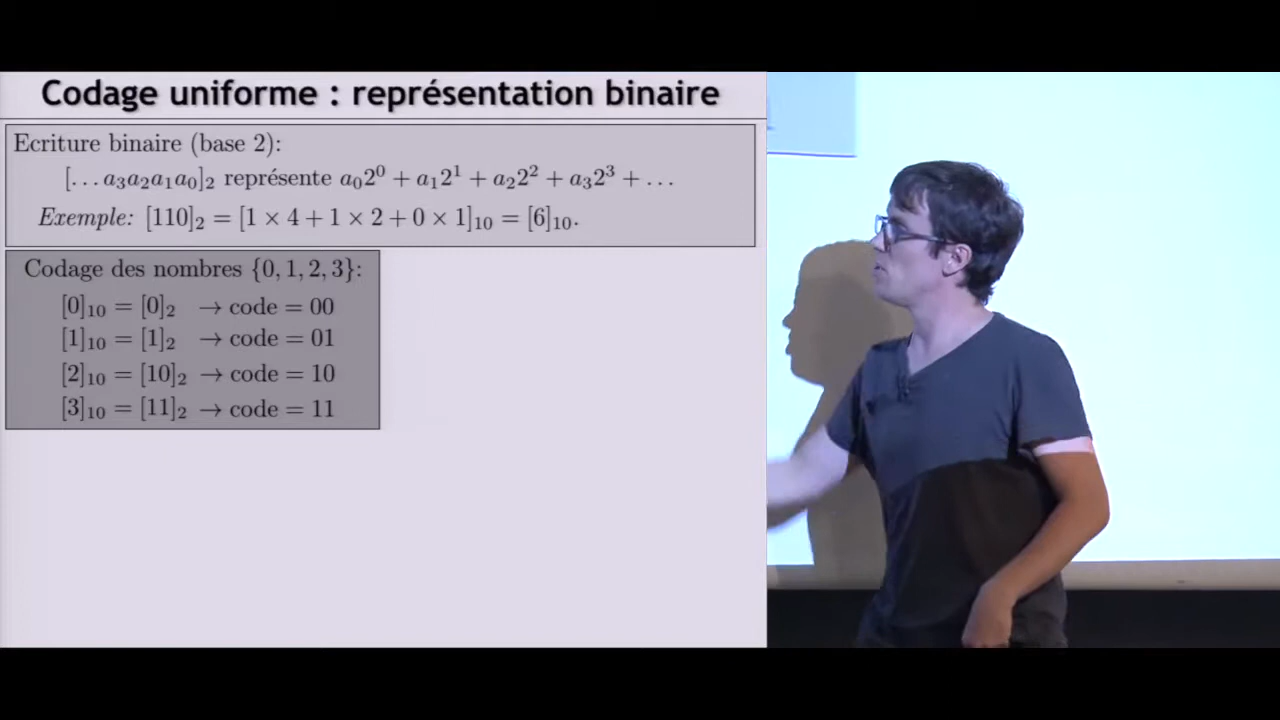 Codage uniforme : représentation binaire
Ecriture binaire (base 2):
[... a₃a₂a₁a₀]₂ représente a₀2⁰ + a₁2¹ + a₂2² + a₃2³ + ...
Exemple: [110]₂ = [1 × 4 + 1 × 2 + 0 × 1]₁₀ = [6]₁₀.
Codage des nombres {0, 1, 2, 3}:
[0]₁₀ = [0]₂ → code = 00
[1]₁₀ = [1]₂ → code = 01
[2]₁₀ = [10]₂ → code = 10
[3]₁₀ = [11]₂ → code = 11